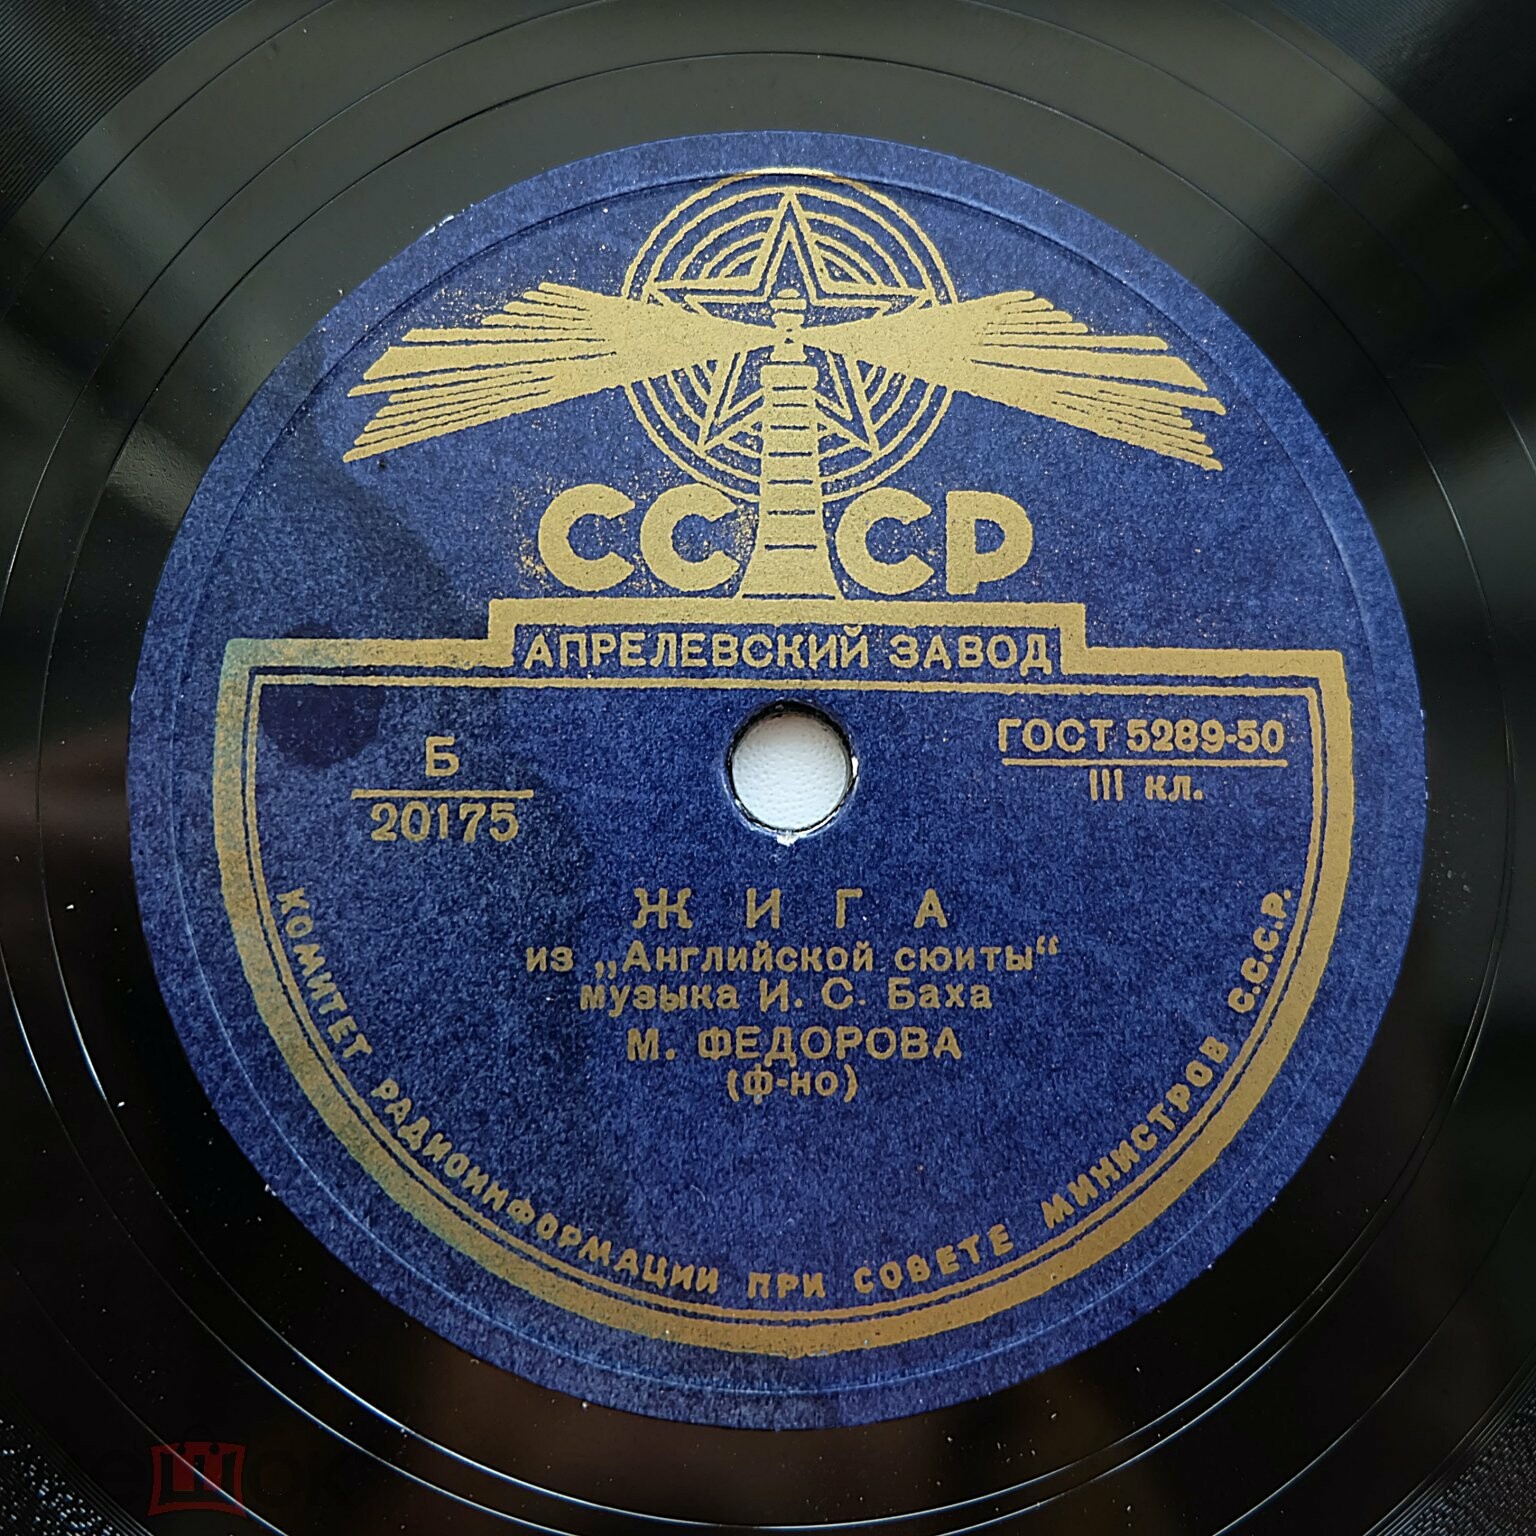 СССР
АПРЕЛЕВСКИЙ ЗАВОД
Б
20175
ГОСТ 5289-50
III кл.
ЖИГА
из „Английской сюиты“
музыка И. С. Баха
М. ФЕДОРОВА
(ф-но)
КОМИТЕТ РАДИОИНФОРМАЦИИ ПРИ СОВЕТЕ МИНИСТРОВ С.С.С.Р.